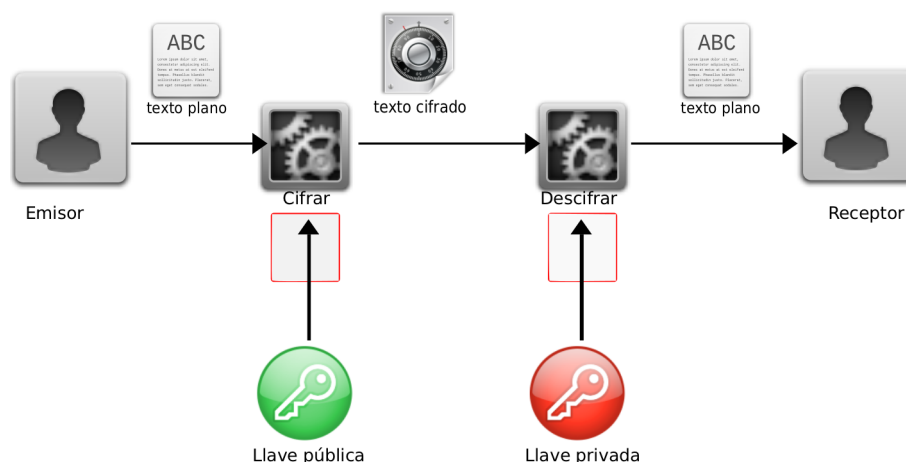 ABC
texto plano
texto cifrado
ABC
texto plano
Emisor
Cifrar
Descifrar
Receptor
Llave pública
Llave privada